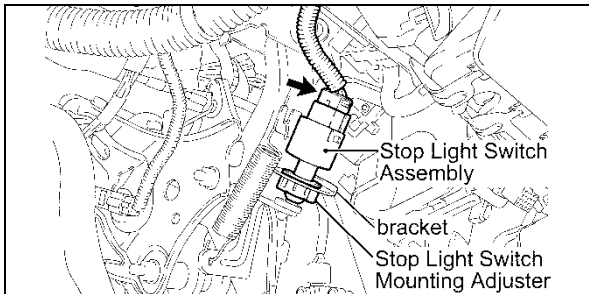 Stop Light Switch
Assembly
bracket
Stop Light Switch
Mounting Adjuster